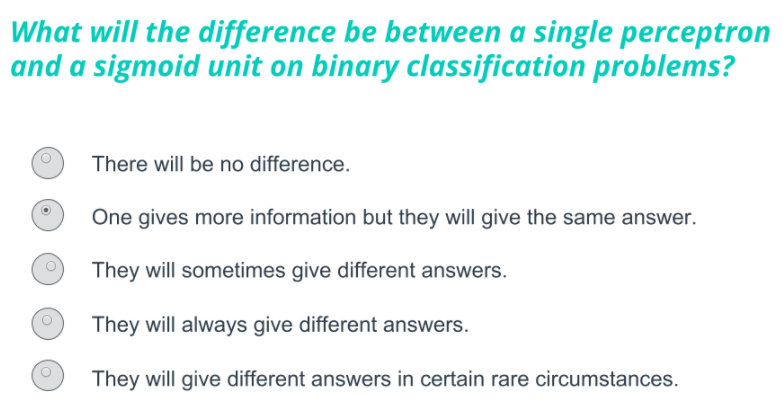 What will the difference be between a single perceptron
and a sigmoid unit on binary classification problems?
There will be no difference.
One gives more information but they will give the same answer.
They will sometimes give different answers.
They will always give different answers.
They will give different answers in certain rare circumstances.